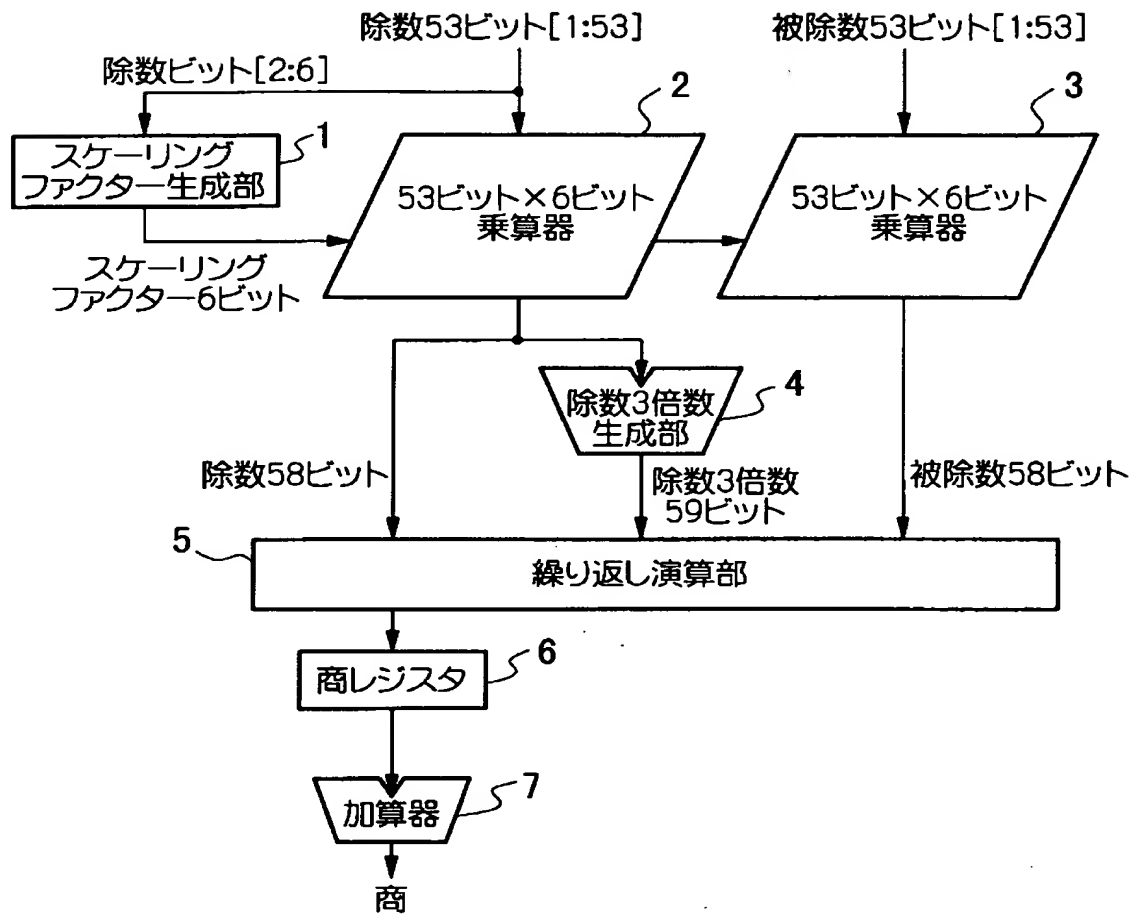 除数53ビット[1:53]
被除数53ビット[1:53]
除数ビット[2:6]
2
3
1
スケーリング
ファクター生成部
53ビット×6ビット
乗算器
53ビット×6ビット
乗算器
スケーリング
ファクター6ビット
4
除数3倍数
生成部
除数58ビット
除数3倍数
59ビット
被除数58ビット
5
繰り返し演算部
6
商レジスタ
7
加算器
商